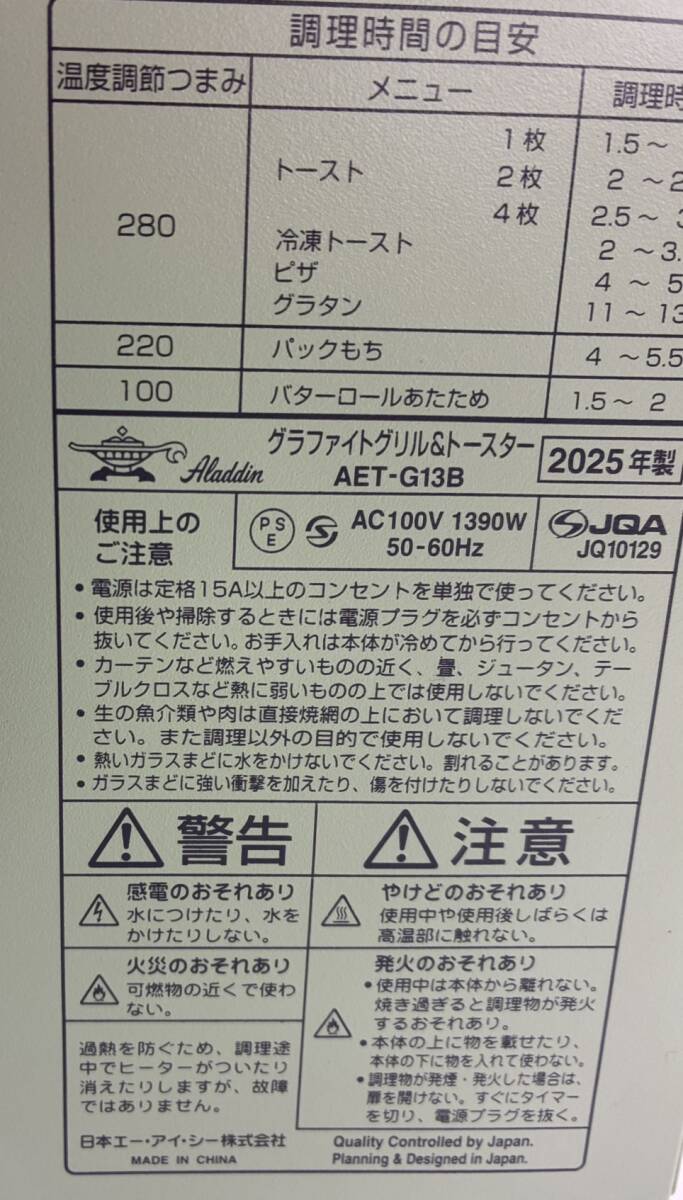 調理時間の目安
温度調節つまみ メニュー 調理時
280
トースト 1枚 1.5～
2枚 2 ～2
4枚 2.5～
冷凍トースト 2 ～3.
ピザ 4 ～ 5
グラタン 11～13
220 パックもち 4 ～5.5
100 バターロールあたため 1.5～ 2
Aladdin
グラファイトグリル&トースター
AET-G13B
2025年製
使用上の
ご注意
PSE
AC100V 1390W
50-60Hz
JQA
JQ10129
• 電源は定格15A以上のコンセントを単独で使ってください。
• 使用後や掃除するときには電源プラグを必ずコンセントから
抜いてください。お手入れは本体が冷めてから行ってください。
• カーテンなど燃えやすいものの近く、畳、ジュータン、テー
ブルクロスなど熱に弱いものの上では使用しないでください。
• 生の魚介類や肉は直接焼網の上において調理しないでくだ
さい。また調理以外の目的で使用しないでください。
• 熱いガラスまどに水をかけないでください。割れることがあります。
• ガラスまどに強い衝撃を加えたり、傷を付けたりしないでください。
警告
感電のおそれあり
水につけたり、水を
かけたりしない。
火災のおそれあり
可燃物の近くで使わ
ない。
過熱を防ぐため、調理途
中でヒーターがついたり
消えたりしますが、故障
ではありません。
注意
やけどのおそれあり
使用中や使用後しばらくは
高温部に触れない。
発火のおそれあり
• 使用中は本体から離れない。
焼き過ぎると調理物が発火
するおそれあり。
• 本体の上に物を載せたり、
本体の下に物を入れて使わない。
• 調理物が発煙・発火した場合は、
扉を開けない。すぐにタイマー
を切り、電源プラグを抜く。
日本エー・アイ・シー株式会社
MADE IN CHINA
Quality Controlled by Japan.
Planning & Designed in Japan.